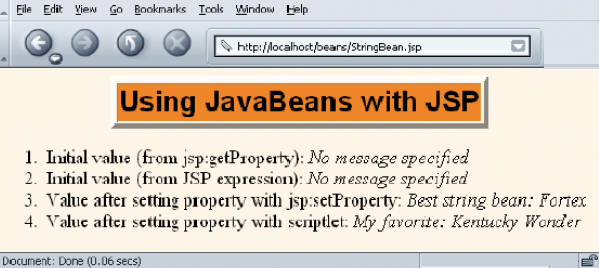 File Edit View Go Bookmarks Tools Window Help
http://localhost/beans/StringBean.jsp
Using JavaBeans with JSP
1. Initial value (from jsp:getProperty): No message specified
2. Initial value (from JSP expression): No message specified
3. Value after setting property with jsp:setProperty: Best string bean: Fortex
4. Value after setting property with scriptlet: My favorite: Kentucky Wonder
Document: Done (0.06 secs)